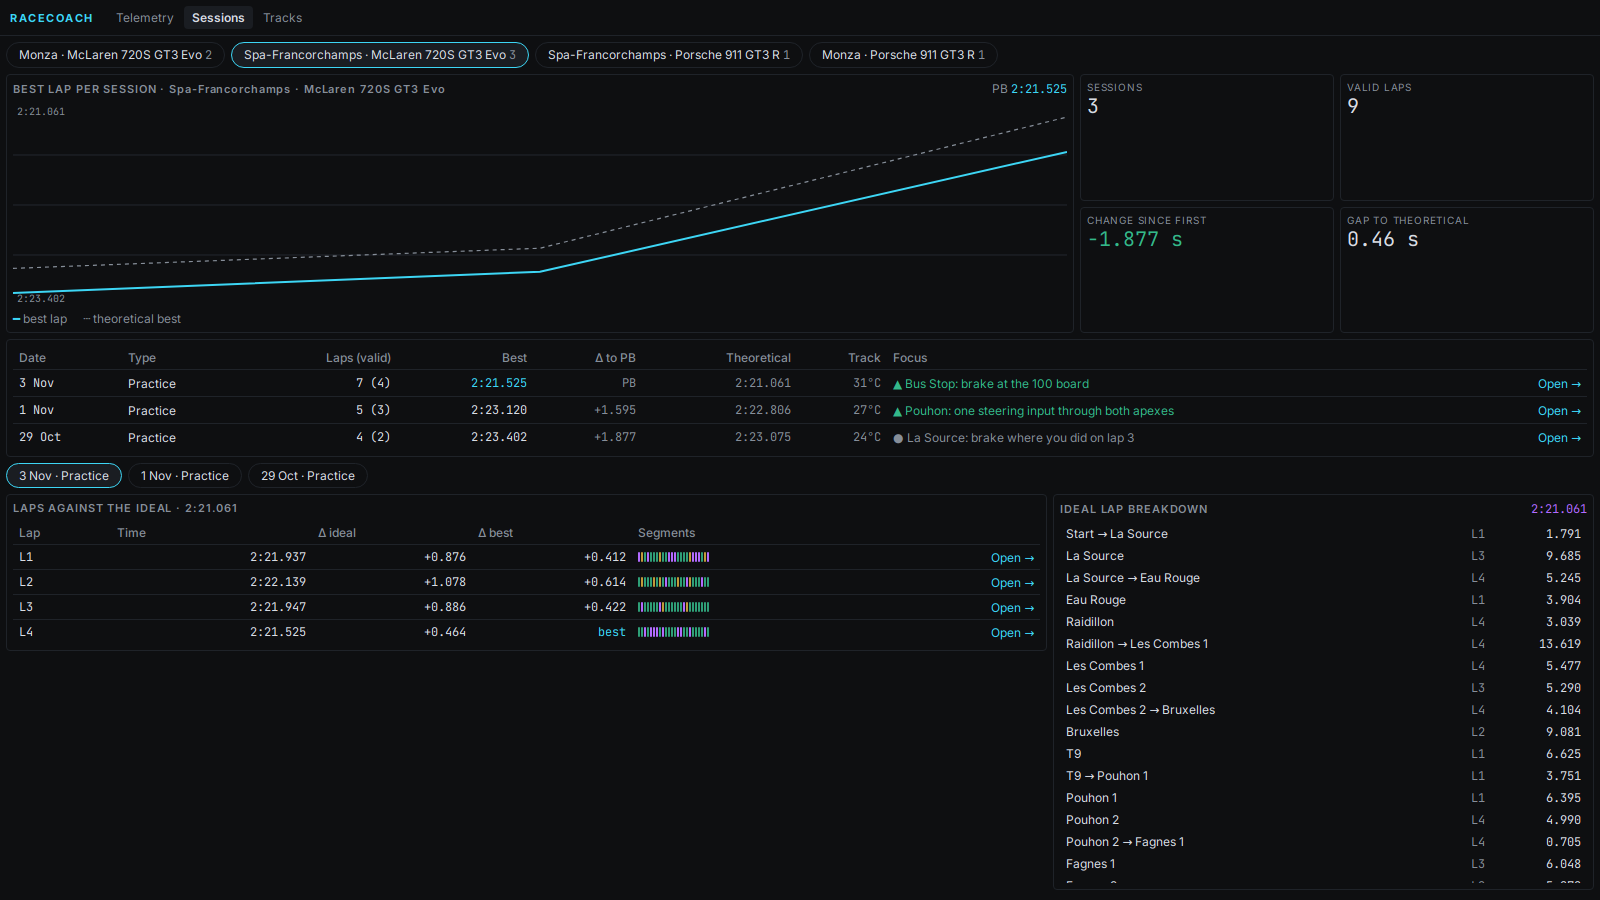 RACECOACH Telemetry Sessions Tracks
Monza · McLaren 720S GT3 Evo 2 Spa-Francorchamps · McLaren 720S GT3 Evo 3 Spa-Francorchamps · Porsche 911 GT3 R 1 Monza · Porsche 911 GT3 R 1
BEST LAP PER SESSION · Spa-Francorchamps · McLaren 720S GT3 Evo PB 2:21.525
2:21.061
2:23.402
best lap theoretical best
SESSIONS
3
VALID LAPS
9
CHANGE SINCE FIRST
-1.877 s
GAP TO THEORETICAL
0.46 s
Date Type Laps (valid) Best Δ to PB Theoretical Track Focus
3 Nov Practice 7 (4) 2:21.525 PB 2:21.061 31°C ▲ Bus Stop: brake at the 100 board Open →
1 Nov Practice 5 (3) 2:23.120 +1.595 2:22.806 27°C ▲ Pouhon: one steering input through both apexes Open →
29 Oct Practice 4 (2) 2:23.402 +1.877 2:23.075 24°C ● La Source: brake where you did on lap 3 Open →
3 Nov · Practice 1 Nov · Practice 29 Oct · Practice
LAPS AGAINST THE IDEAL · 2:21.061
Lap Time Δ ideal Δ best Segments
L1 2:21.937 +0.876 +0.412 Open →
L2 2:22.139 +1.078 +0.614 Open →
L3 2:21.947 +0.886 +0.422 Open →
L4 2:21.525 +0.464 best Open →
IDEAL LAP BREAKDOWN 2:21.061
Start → La Source L1 1.791
La Source L3 9.685
La Source → Eau Rouge L4 5.245
Eau Rouge L1 3.904
Raidillon L4 3.039
Raidillon → Les Combes 1 L4 13.619
Les Combes 1 L4 5.477
Les Combes 2 L3 5.290
Les Combes 2 → Bruxelles L4 4.104
Bruxelles L2 9.081
T9 L1 6.625
T9 → Pouhon 1 L1 3.751
Pouhon 1 L1 6.395
Pouhon 2 L4 4.990
Pouhon 2 → Fagnes 1 L4 0.705
Fagnes 1 L3 6.048